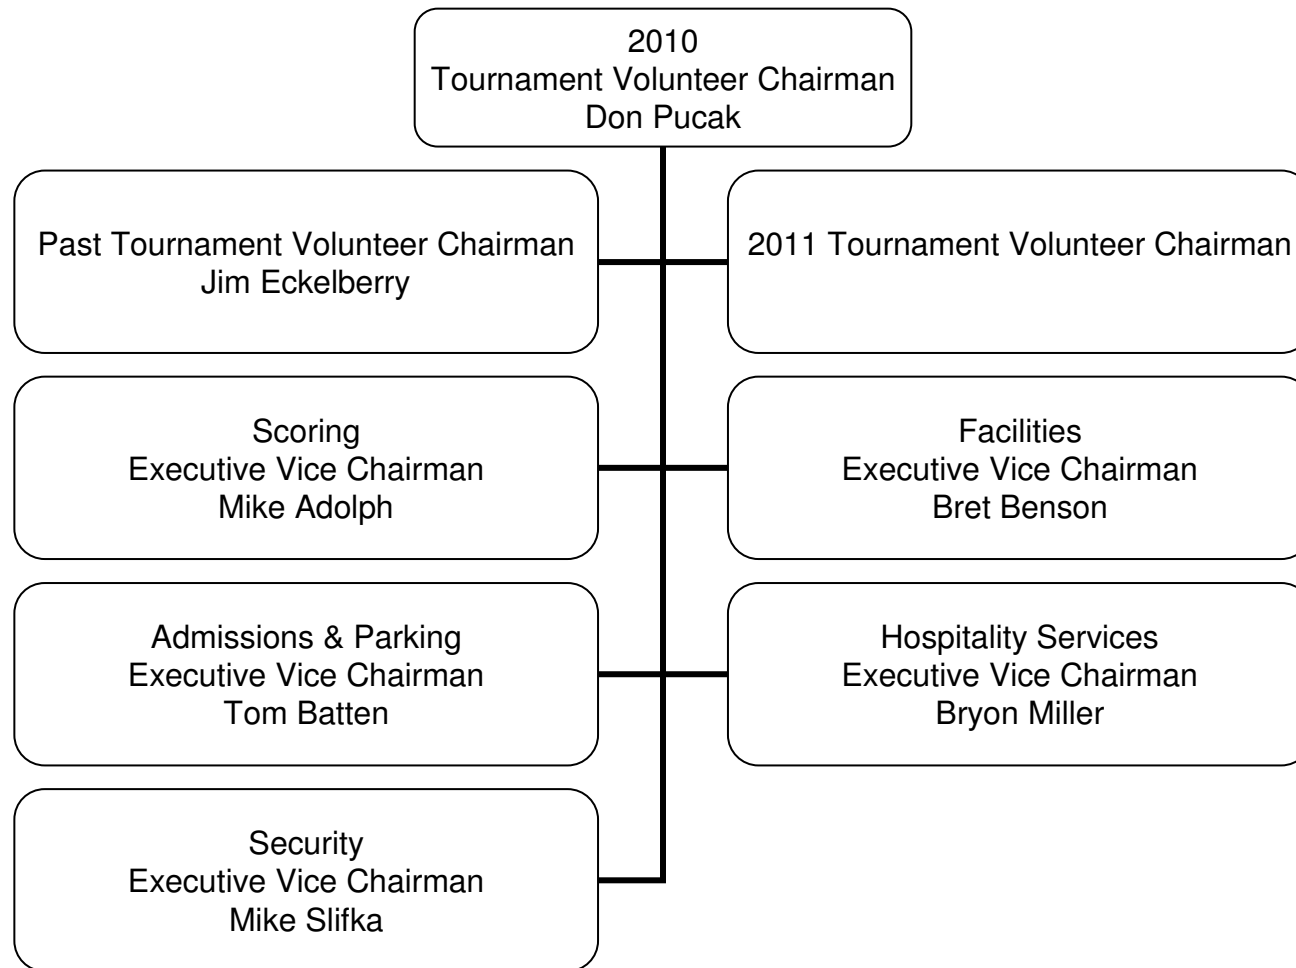 2010
Tournament Volunteer Chairman
Don Pucak
Past Tournament Volunteer Chairman
Jim Eckelberry
2011 Tournament Volunteer Chairman
Scoring
Executive Vice Chairman
Mike Adolph
Facilities
Executive Vice Chairman
Bret Benson
Admissions & Parking
Executive Vice Chairman
Tom Batten
Hospitality Services
Executive Vice Chairman
Bryon Miller
Security
Executive Vice Chairman
Mike Slifka